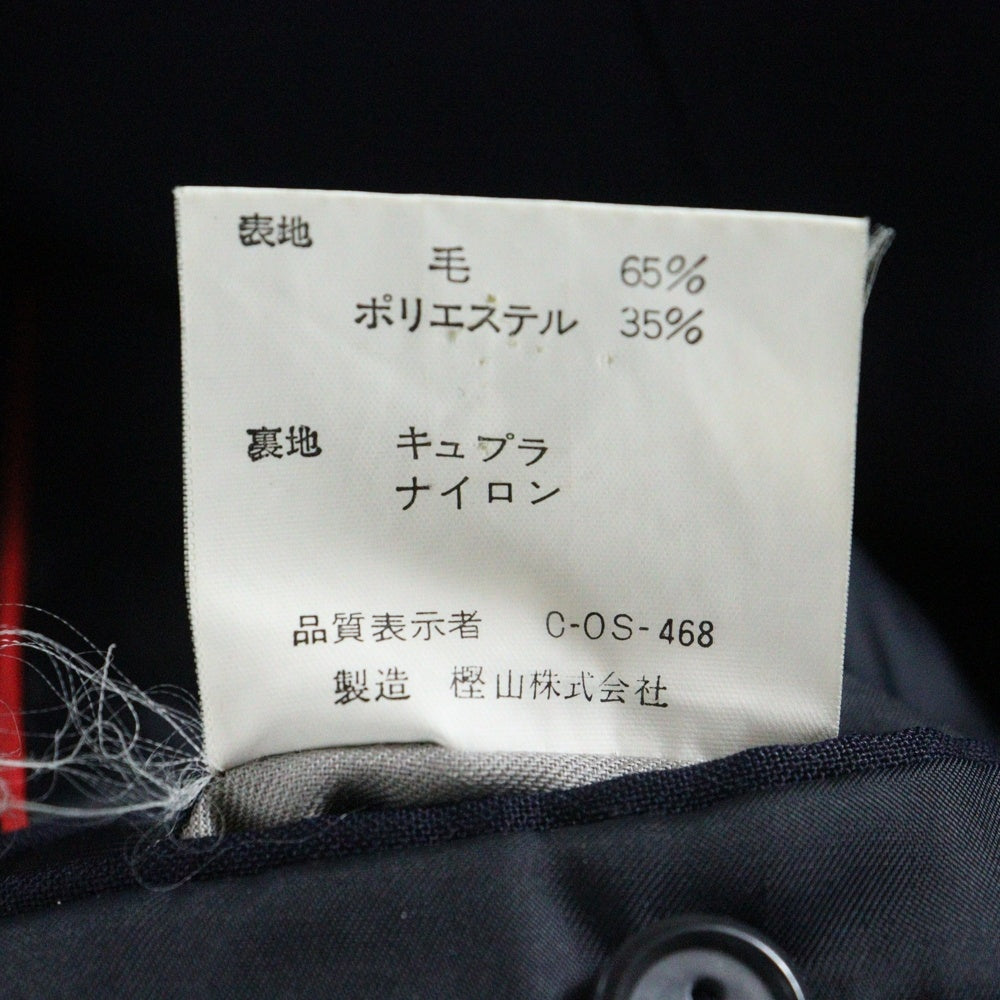 表地
毛 65%
ポリエステル 35%
裏地 キュプラ
ナイロン
品質表示者 C-OS-468
製造 樫山株式会社